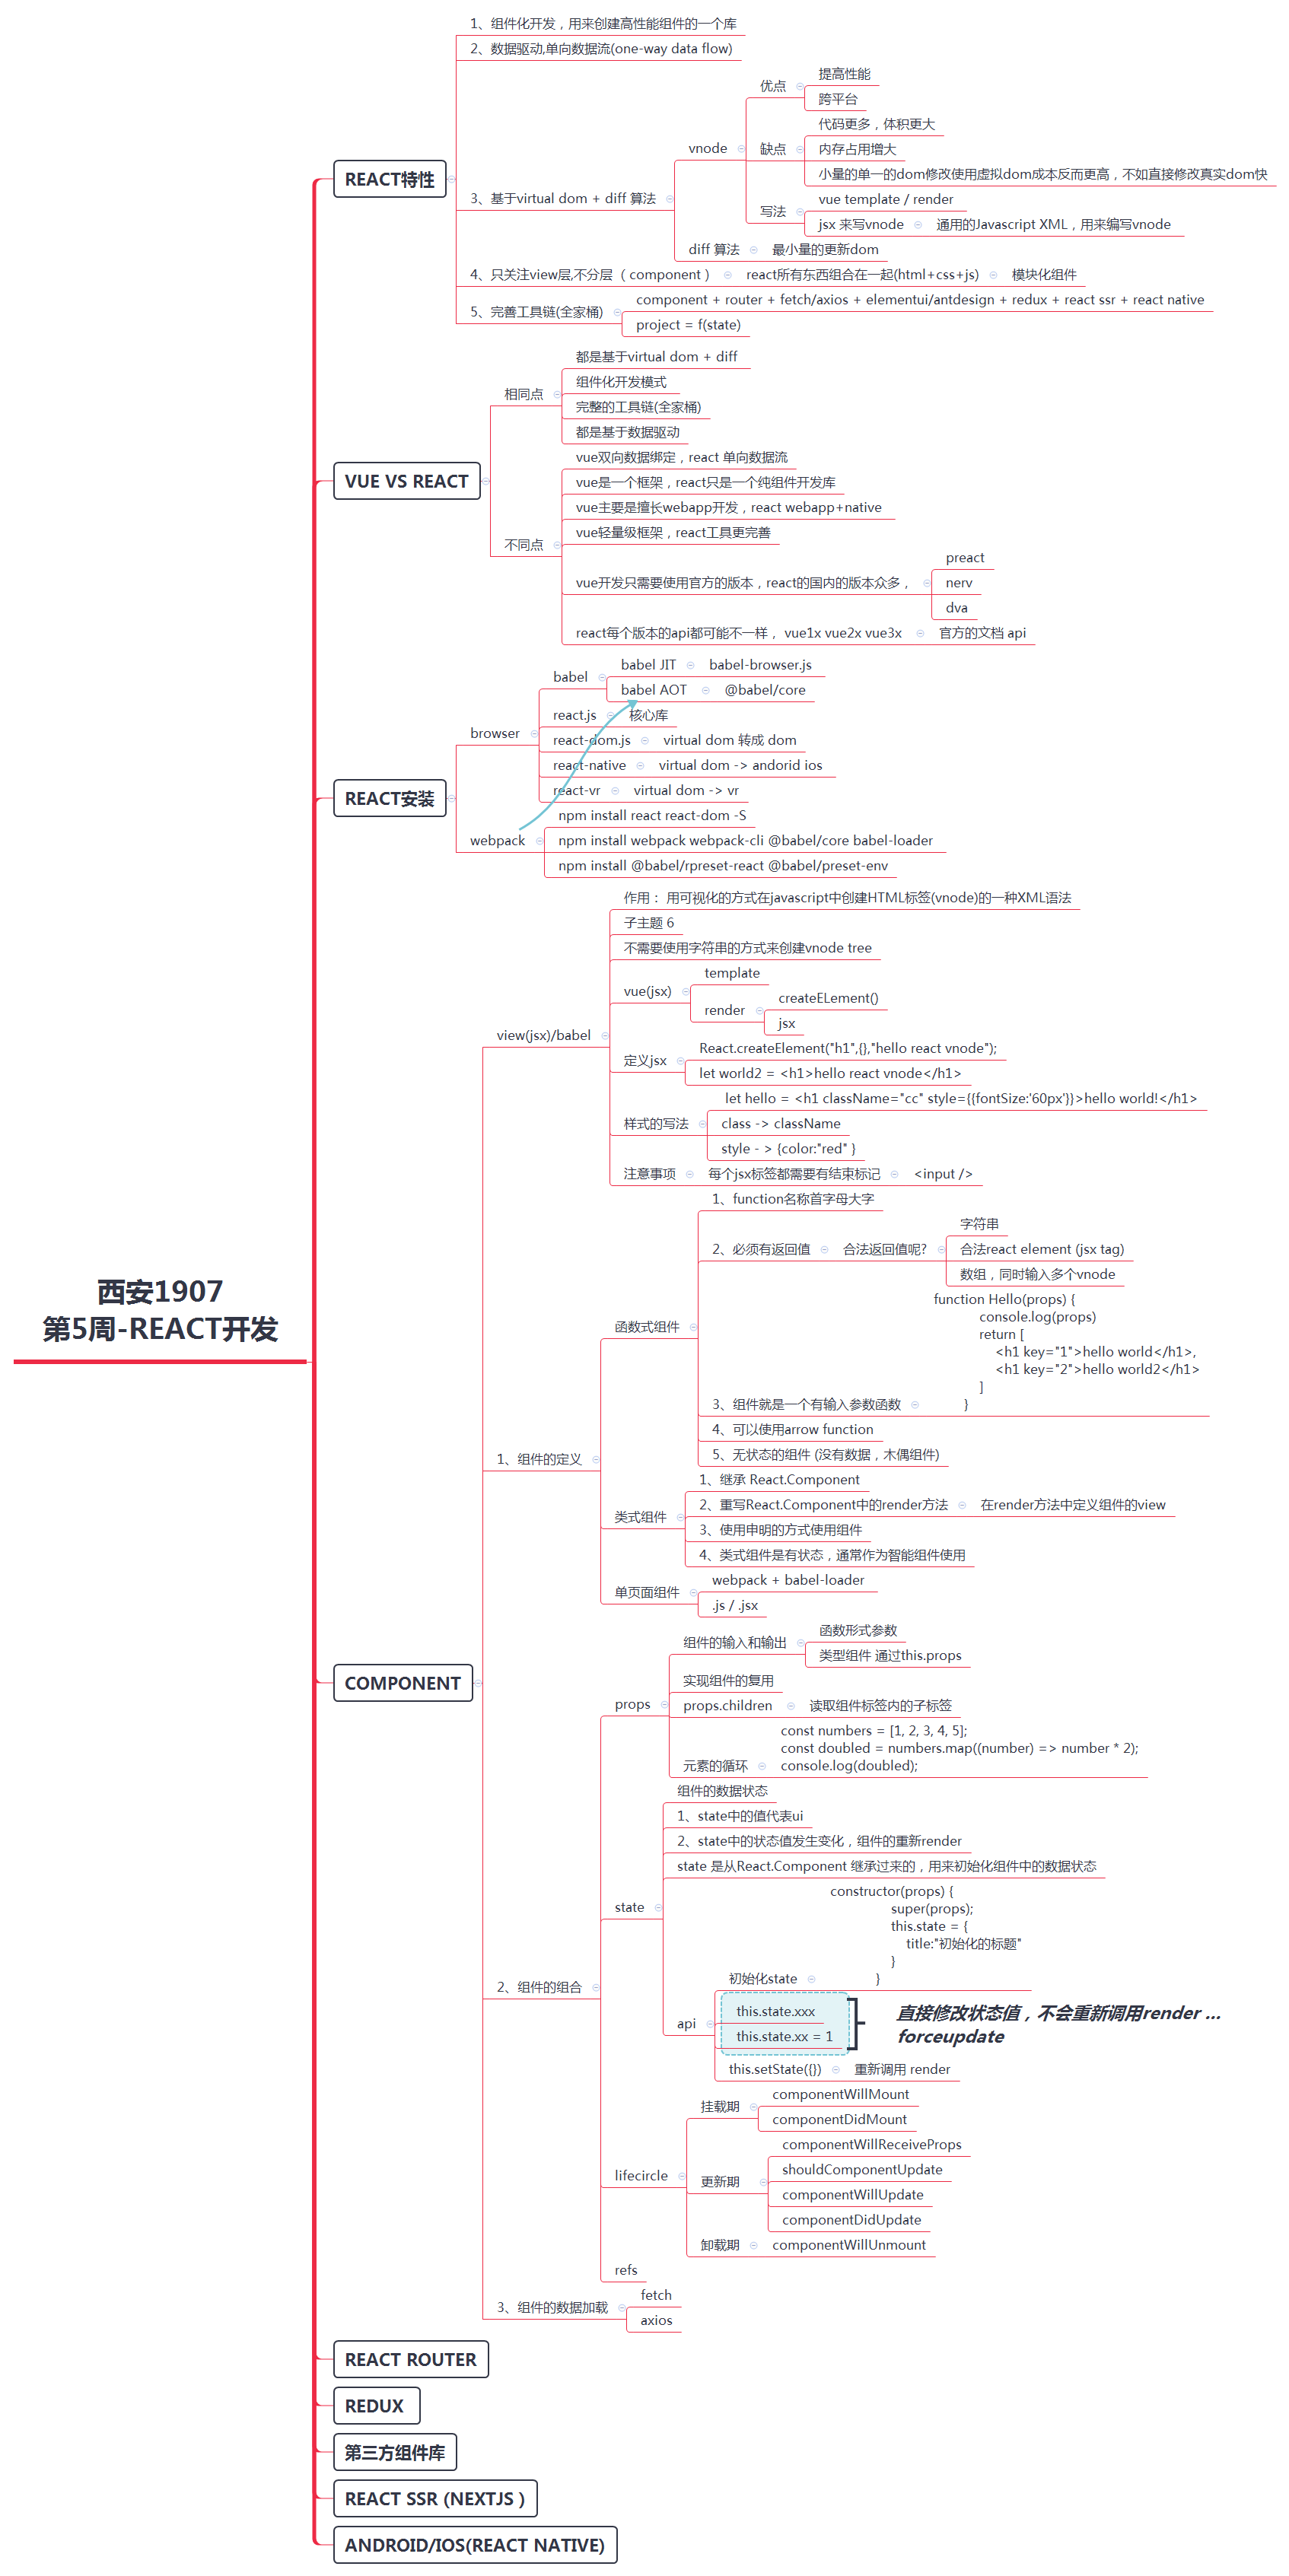 西安1907
第5周-REACT开发
REACT特性
1、组件化开发，用来创建高性能组件的一个库
2、数据驱动,单向数据流(one-way data flow)
3、基于virtual dom + diff 算法
vnode
优点
提高性能
跨平台
缺点
代码更多，体积更大
内存占用增大
小量的单一的dom修改使用虚拟dom成本反而更高，不如直接修改真实dom快
写法
vue template / render
jsx 来写vnode
通用的Javascript XML，用来编写vnode
diff 算法
最小量的更新dom
4、只关注view层,不分层（ component ）
react所有东西组合在一起(html+css+js)
模块化组件
5、完善工具链(全家桶)
component + router + fetch/axios + elementui/antdesign + redux + react ssr + react native
project = f(state)
VUE VS REACT
相同点
都是基于virtual dom + diff
组件化开发模式
完整的工具链(全家桶)
都是基于数据驱动
不同点
vue双向数据绑定，react 单向数据流
vue是一个框架，react只是一个纯组件开发库
vue主要是擅长webapp开发，react webapp+native
vue轻量级框架，react工具更完善
vue开发只需要使用官方的版本，react的国内的版本众多，
preact
nerv
dva
react每个版本的api都可能不一样， vue1x vue2x vue3x
官方的文档 api
REACT安装
browser
babel
babel JIT
babel-browser.js
babel AOT
@babel/core
react.js
核心库
react-dom.js
virtual dom 转成 dom
react-native
virtual dom -> andorid ios
react-vr
virtual dom -> vr
webpack
npm install react react-dom -S
npm install webpack webpack-cli @babel/core babel-loader
npm install @babel/rpreset-react @babel/preset-env
COMPONENT
view(jsx)/babel
作用： 用可视化的方式在javascript中创建HTML标签(vnode)的一种XML语法
子主题 6
不需要使用字符串的方式来创建vnode tree
vue(jsx)
template
render
createELement()
jsx
定义jsx
React.createElement("h1",{},"hello react vnode");
let world2 = <h1>hello react vnode</h1>
样式的写法
let hello = <h1 className="cc" style={{fontSize:'60px'}}>hello world!</h1>
class -> className
style - > {color:"red" }
注意事项
每个jsx标签都需要有结束标记
<input />
1、组件的定义
函数式组件
1、function名称首字母大字
2、必须有返回值
合法返回值呢?
字符串
合法react element (jsx tag)
数组，同时输入多个vnode
3、组件就是一个有输入参数函数
function Hello(props) {
console.log(props)
return [
<h1 key="1">hello world</h1>,
<h1 key="2">hello world2</h1>
]
}
4、可以使用arrow function
5、无状态的组件 (没有数据，木偶组件)
类式组件
1、继承 React.Component
2、重写React.Component中的render方法
在render方法中定义组件的view
3、使用申明的方式使用组件
4、类式组件是有状态，通常作为智能组件使用
单页面组件
webpack + babel-loader
.js / .jsx
2、组件的组合
props
组件的输入和输出
函数形式参数
类型组件 通过this.props
实现组件的复用
props.children
读取组件标签内的子标签
元素的循环
const numbers = [1, 2, 3, 4, 5];
const doubled = numbers.map((number) => number * 2);
console.log(doubled);
state
组件的数据状态
1、state中的值代表ui
2、state中的状态值发生变化，组件的重新render
state 是从React.Component 继承过来的，用来初始化组件中的数据状态
api
初始化state
constructor(props) {
super(props);
this.state = {
title:"初始化的标题"
}
}
this.state.xxx
this.state.xx = 1
直接修改状态值，不会重新调用render ...
forceupdate
this.setState({})
重新调用 render
lifecircle
挂载期
componentWillMount
componentDidMount
更新期
componentWillReceiveProps
shouldComponentUpdate
componentWillUpdate
componentDidUpdate
卸载期
componentWillUnmount
refs
3、组件的数据加载
fetch
axios
REACT ROUTER
REDUX
第三方组件库
REACT SSR (NEXTJS )
ANDROID/IOS(REACT NATIVE)